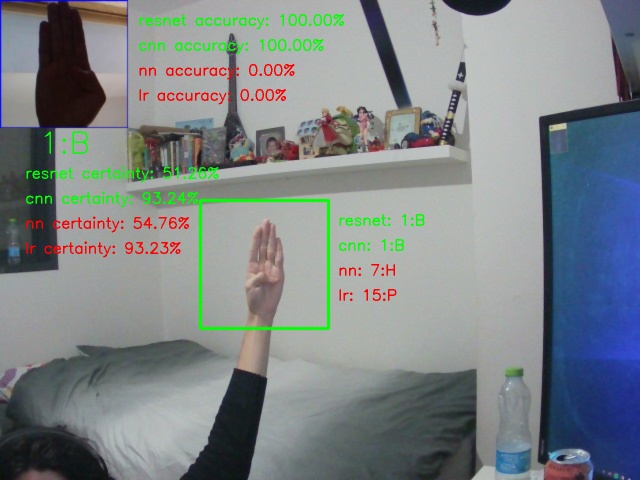 resnet accuracy: 100.00%
cnn accuracy: 100.00%
nn accuracy: 0.00%
lr accuracy: 0.00%
1:B
resnet certainty: 51.26%
cnn certainty: 93.24%
nn certainty: 54.76%
lr certainty: 93.23%
resnet: 1:B
cnn: 1:B
nn: 7:H
lr: 15:P